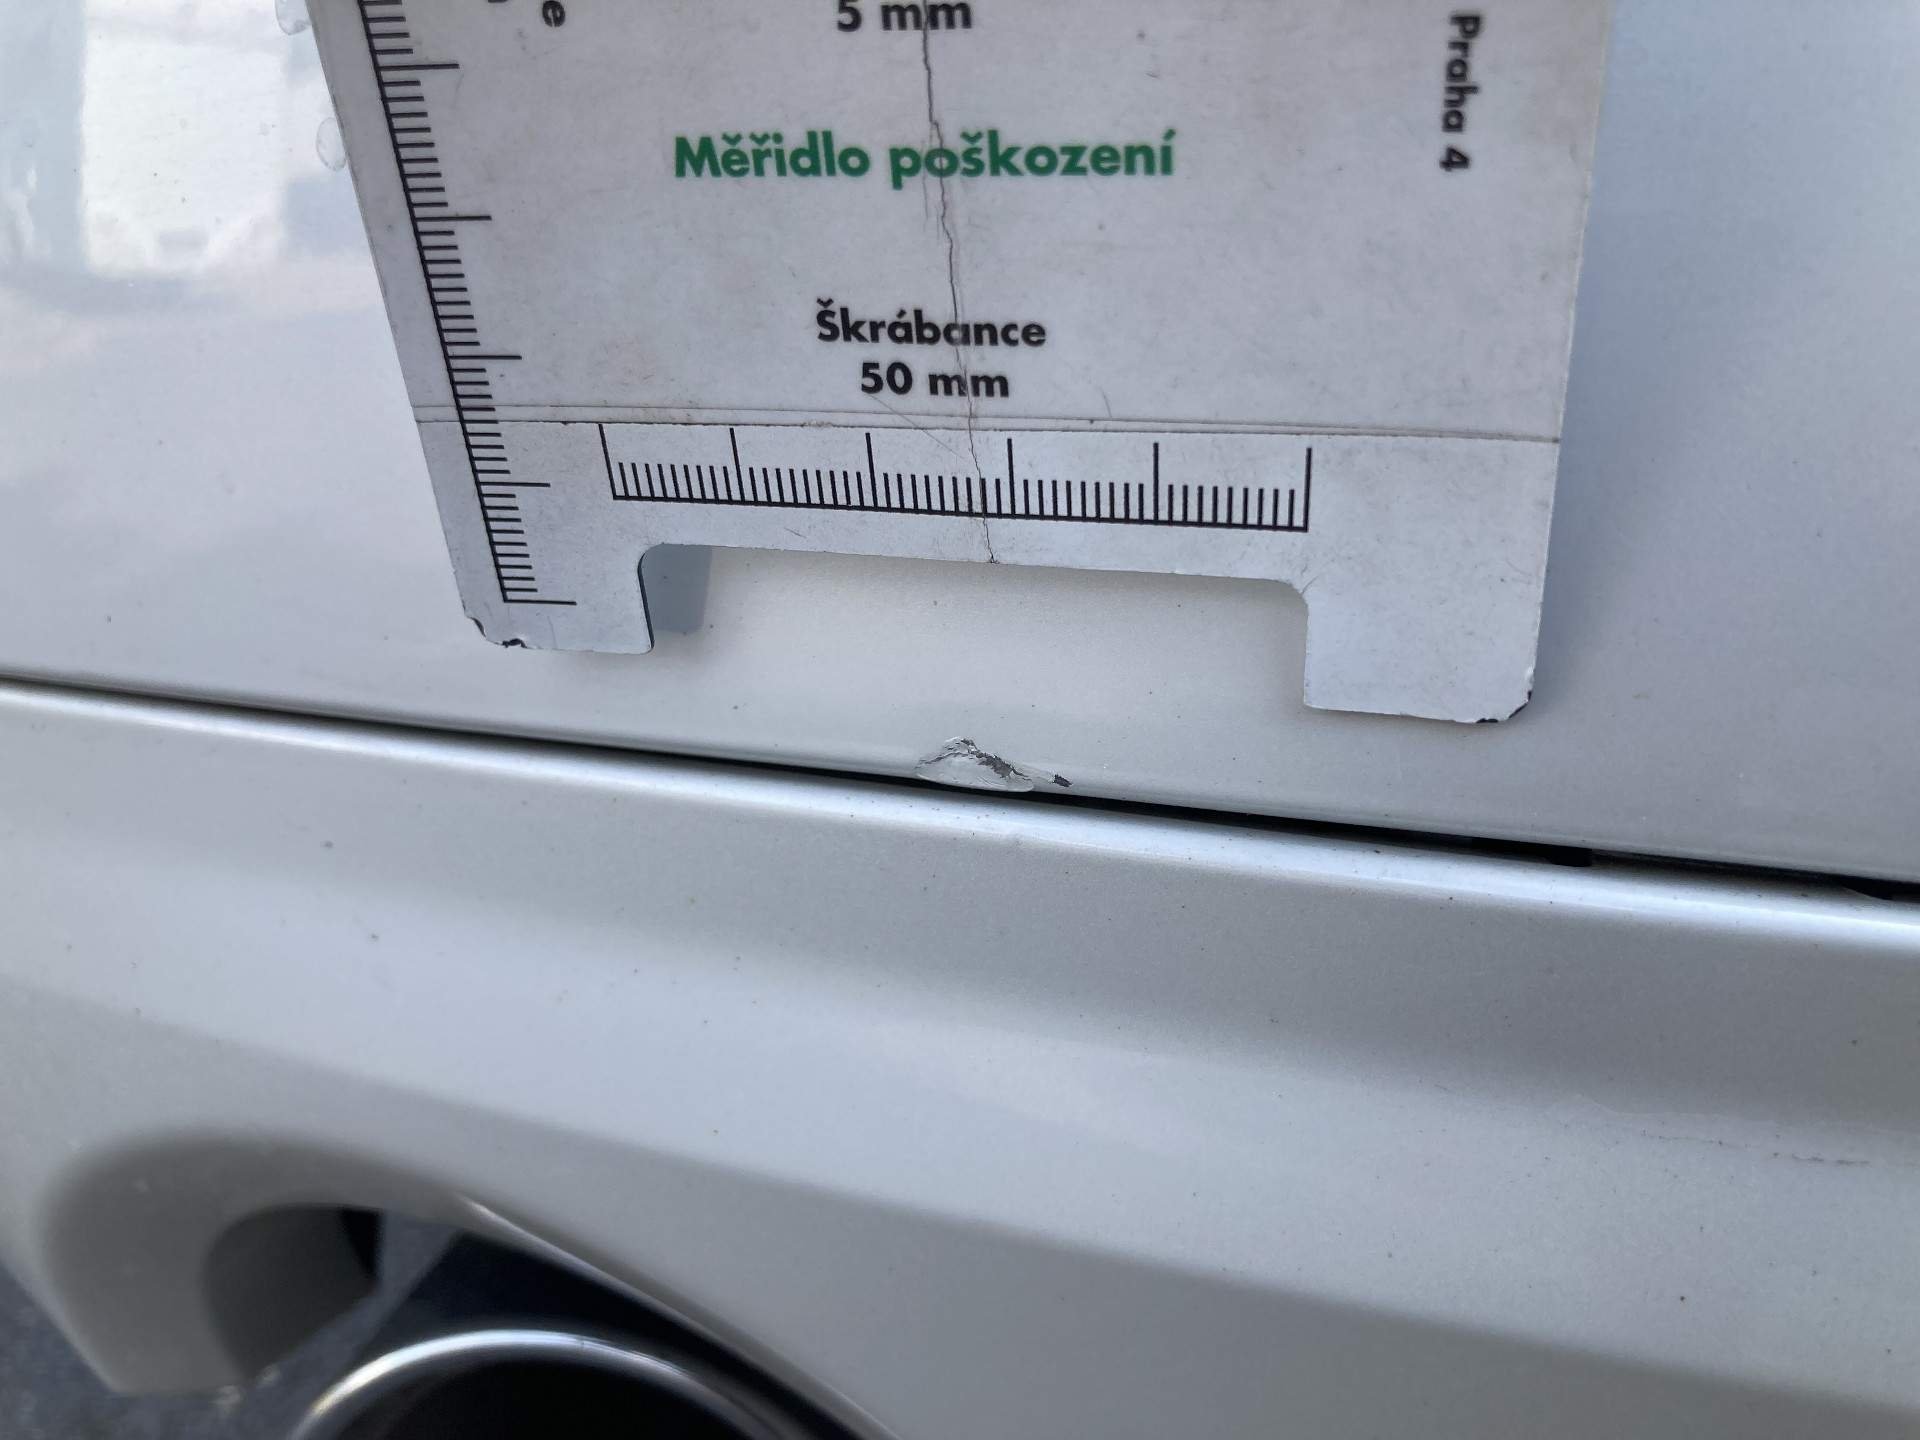 5 mm
Měřidlo poškození
Škrábance
50 mm
Praha 4